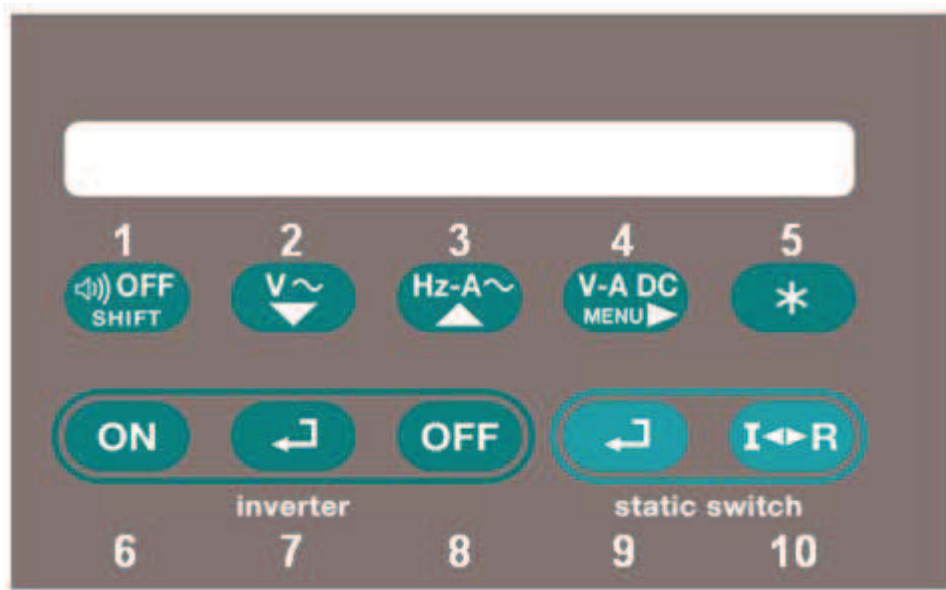 1 2 3 4 5
OFF V Hz-A V-A DC *
SHIFT MENU
ON OFF I R
inverter static switch
6 7 8 9 10